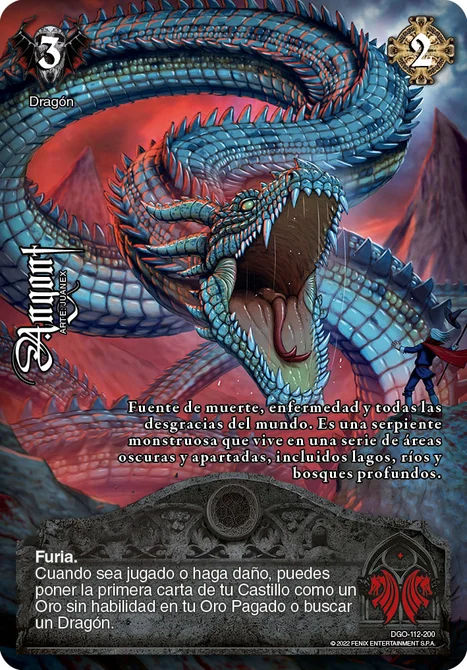 3
2
Dragón
Angont
ARTE: JUANEX
Fuente de muerte, enfermedad y todas las
desgracias del mundo. Es una serpiente
monstruosa que vive en una serie de áreas
oscuras y apartadas, incluidos lagos, ríos y
bosques profundos.
Furia.
Cuando sea jugado o haga daño, puedes
poner la primera carta de tu Castillo como un
Oro sin habilidad en tu Oro Pagado o buscar
un Dragón.
DGO-112-200
© 2022 FENIX ENTERTAINMENT S.P.A.